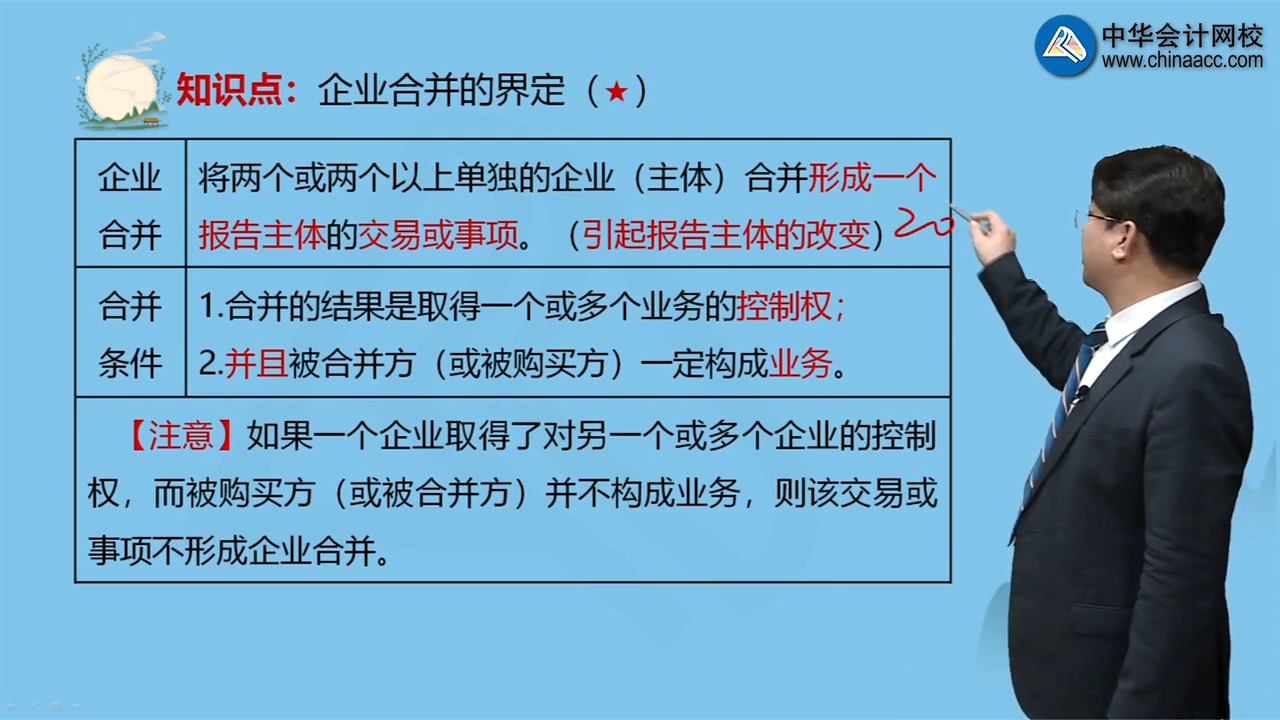 中华会计网校
www.chinaacc.com
知识点：企业合并的界定（★）
企业合并
将两个或两个以上单独的企业（主体）合并形成一个
报告主体的交易或事项。（引起报告主体的改变）
合并条件
1.合并的结果是取得一个或多个业务的控制权；
2.并且被合并方（或被购买方）一定构成业务。
【注意】如果一个企业取得了对另一个或多个企业的控制
权，而被购买方（或被合并方）并不构成业务，则该交易或
事项不形成企业合并。